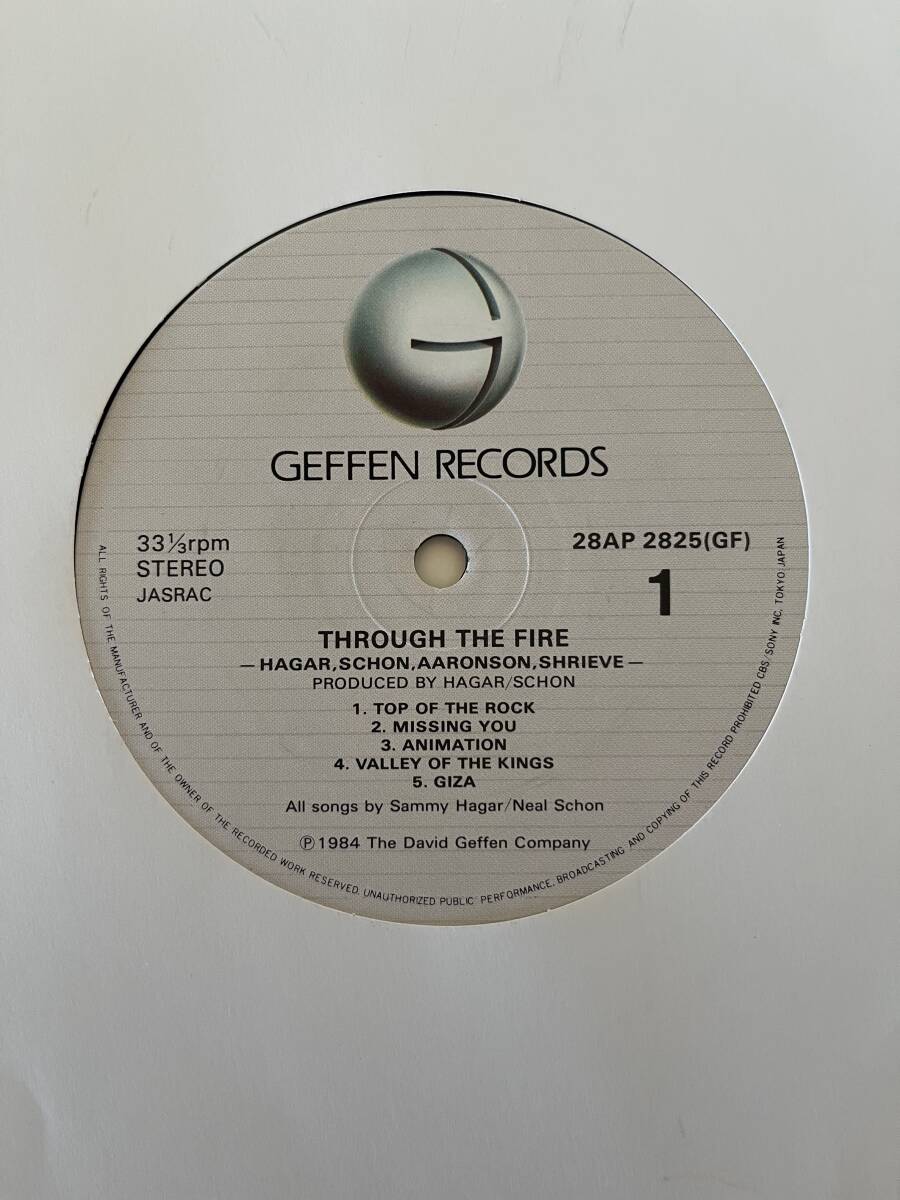 GEFFEN RECORDS
33⅓rpm
STEREO
JASRAC
28AP 2825(GF)
1
THROUGH THE FIRE
—HAGAR,SCHON,AARONSON,SHRIEVE—
PRODUCED BY HAGAR/SCHON
1. TOP OF THE ROCK
2. MISSING YOU
3. ANIMATION
4. VALLEY OF THE KINGS
5. GIZA
All songs by Sammy Hagar/Neal Schon
Ⓟ1984 The David Geffen Company
ALL RIGHTS OF THE MANUFACTURER AND OF THE OWNER OF THE RECORDED WORK RESERVED. UNAUTHORIZED PUBLIC PERFORMANCE, BROADCASTING AND COPYING OF THIS RECORD PROHIBITED CBS/SONY INC. TOKYO JAPAN